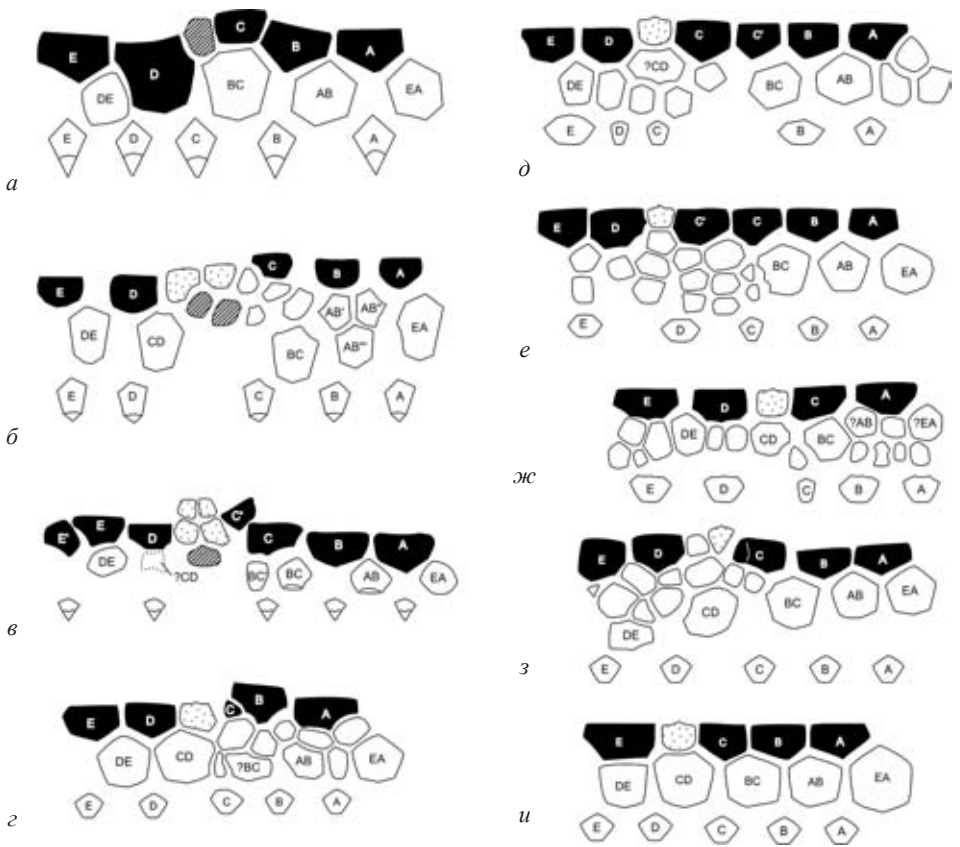 E D C B A
DE BC AB EA
E D C B A
а
E D C B A
DE CD BC AB' AB'' AB''' EA
E D C B A
б
E' E D C' C B A
DE ?CD BC BC AB EA
в
E D C B A
DE CD ?BC AB EA
E D C B A
г
E D C C' B A
DE ?CD BC AB
E D C B A
д
E D C' C B A
BC AB EA
E D C B A
е
E D C A
DE CD BC ?AB ?EA
E D C B A
ж
E D C B A
DE CD BC AB EA
E D C B A
з
E C B A
DE CD BC AB EA
E D C B A
и